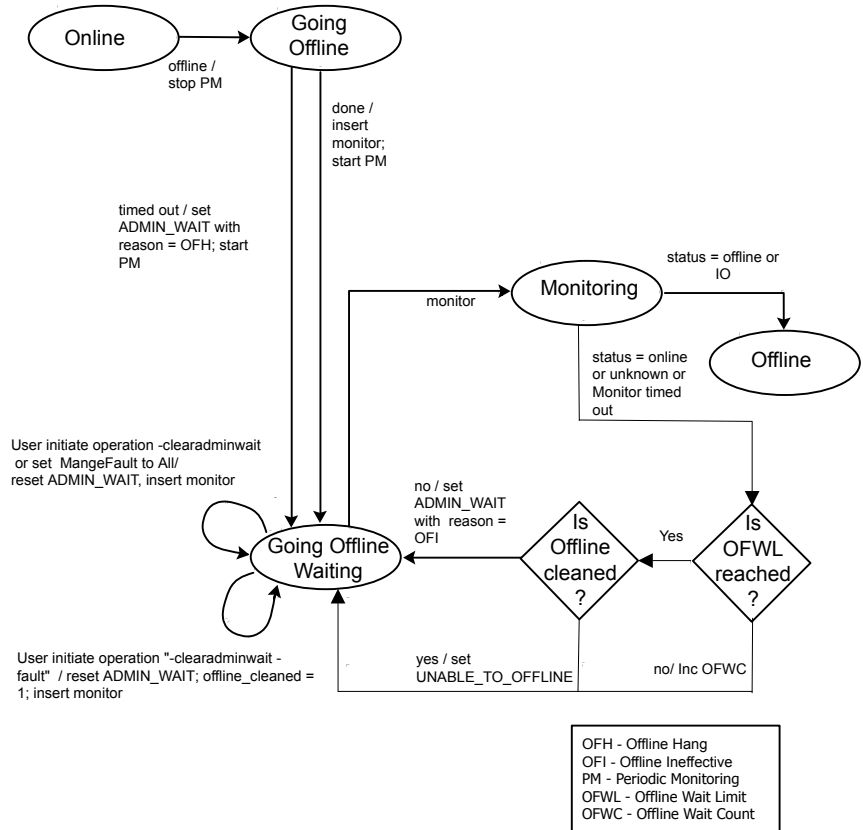 Online
Going
Offline
offline /
stop PM
done /
insert
monitor;
start PM
timed out / set
ADMIN_WAIT with
reason = OFH; start
PM
monitor
Monitoring
status = offline or
IO
Offline
status = online
or unknown or
Monitor timed
out
User initiate operation -clearadminwait
or set MangeFault to All/
reset ADMIN_WAIT, insert monitor
no / set
ADMIN_WAIT
with reason =
OFI
Going Offline
Waiting
Is
Offline
cleaned
?
Yes
Is
OFWL
reached
?
User initiate operation "-clearadminwait -
fault" / reset ADMIN_WAIT; offline_cleaned =
1; insert monitor
yes / set
UNABLE_TO_OFFLINE
no/ Inc OFWC
OFH - Offline Hang
OFI - Offline Ineffective
PM - Periodic Monitoring
OFWL - Offline Wait Limit
OFWC - Offline Wait Count